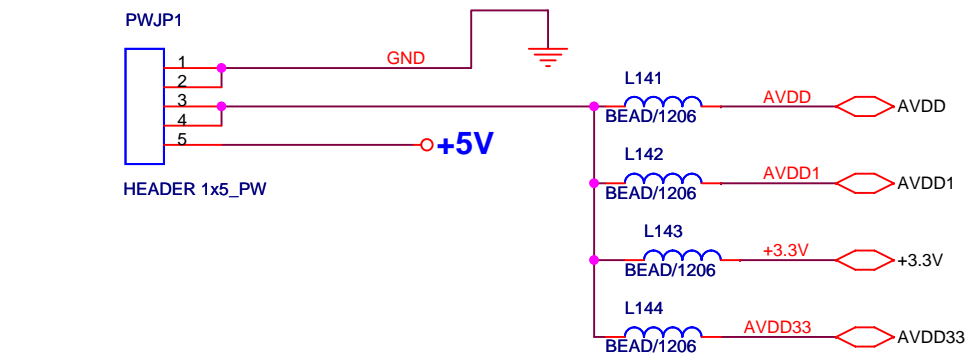 PWJP1
1
2
3
4
5
GND
+5V
HEADER 1x5_PW
L141
BEAD/1206
AVDD
AVDD
L142
BEAD/1206
AVDD1
AVDD1
L143
BEAD/1206
+3.3V
+3.3V
L144
BEAD/1206
AVDD33
AVDD33